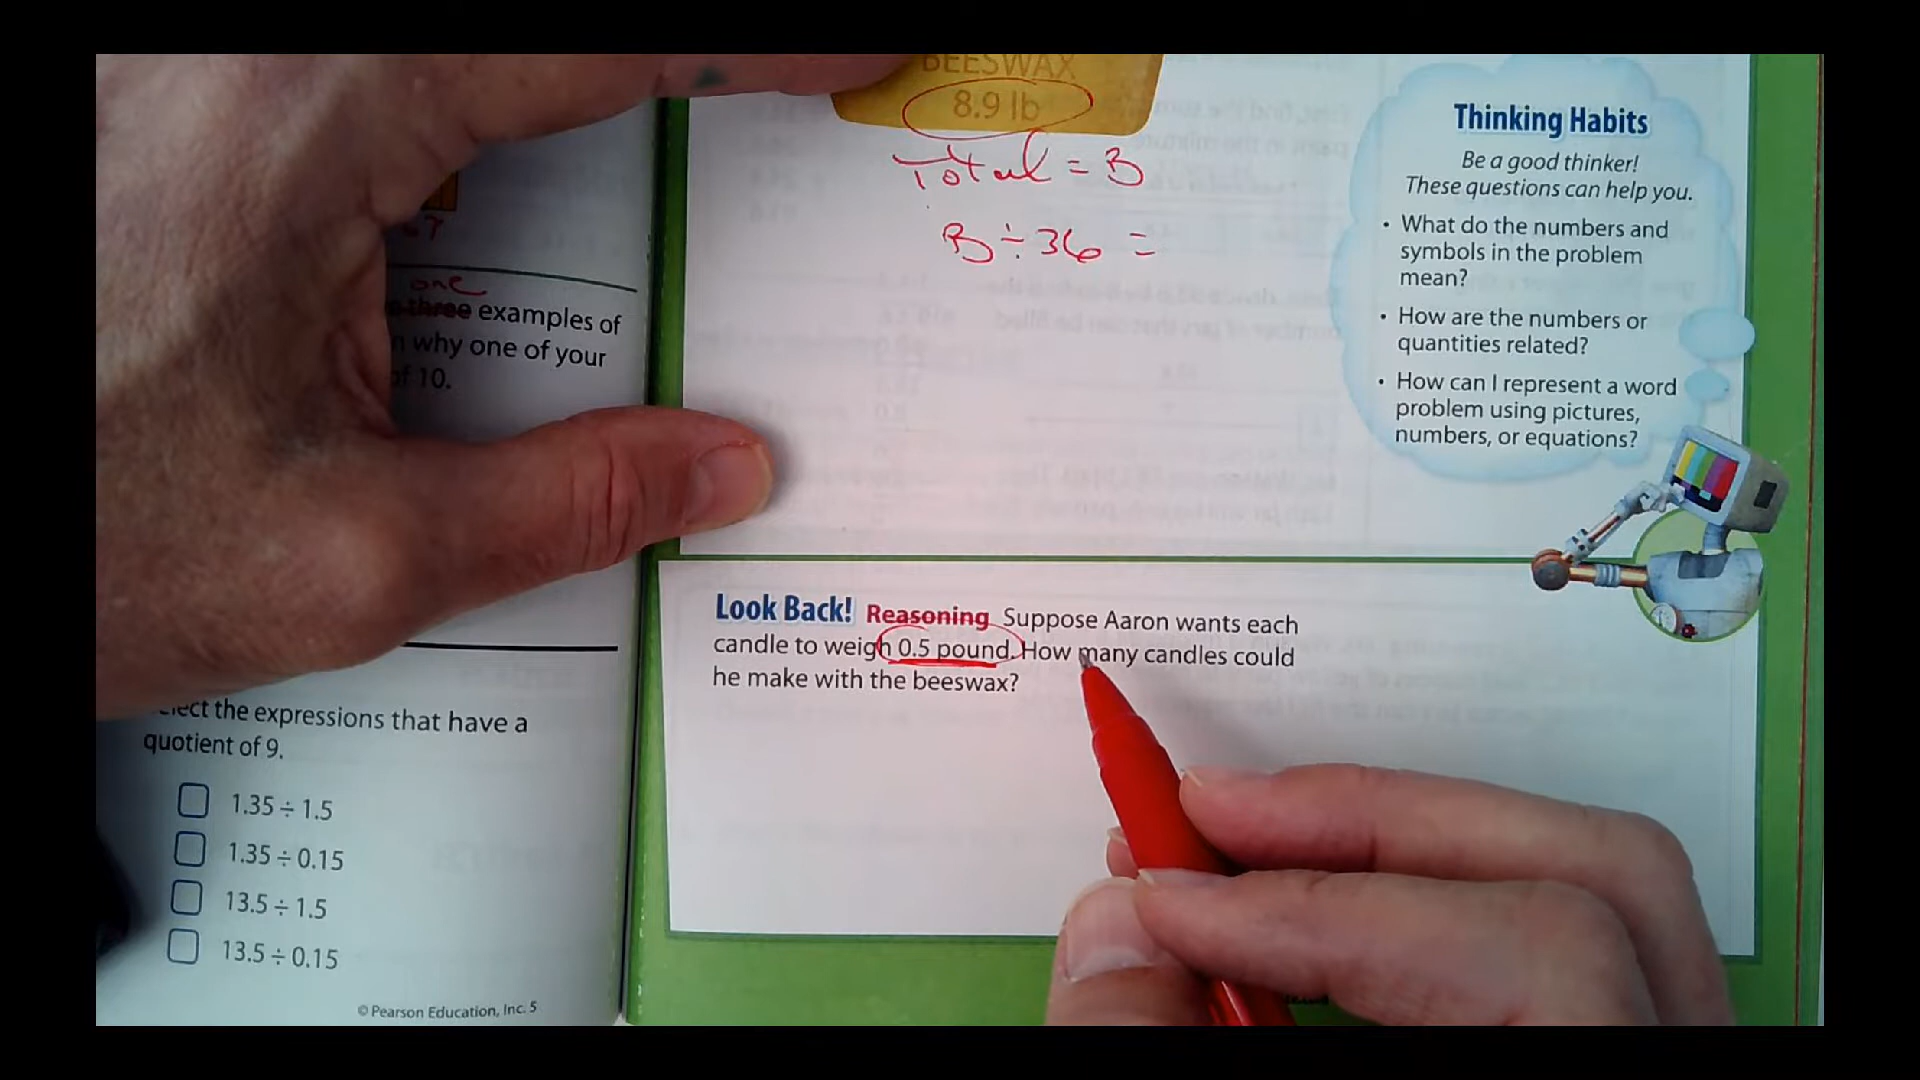 BEESWAX
8.9 lb
Total = B
B ÷ 36 =
Thinking Habits
Be a good thinker!
These questions can help you.
• What do the numbers and
symbols in the problem
mean?
• How are the numbers or
quantities related?
• How can I represent a word
problem using pictures,
numbers, or equations?
7
one
three examples of
why one of your
of 10.
Look Back! Reasoning Suppose Aaron wants each
candle to weigh 0.5 pound. How many candles could
he make with the beeswax?
the expressions that have a
quotient of 9.
1.35 ÷ 1.5
1.35 ÷ 0.15
13.5 ÷ 1.5
13.5 ÷ 0.15
© Pearson Education, Inc. 5